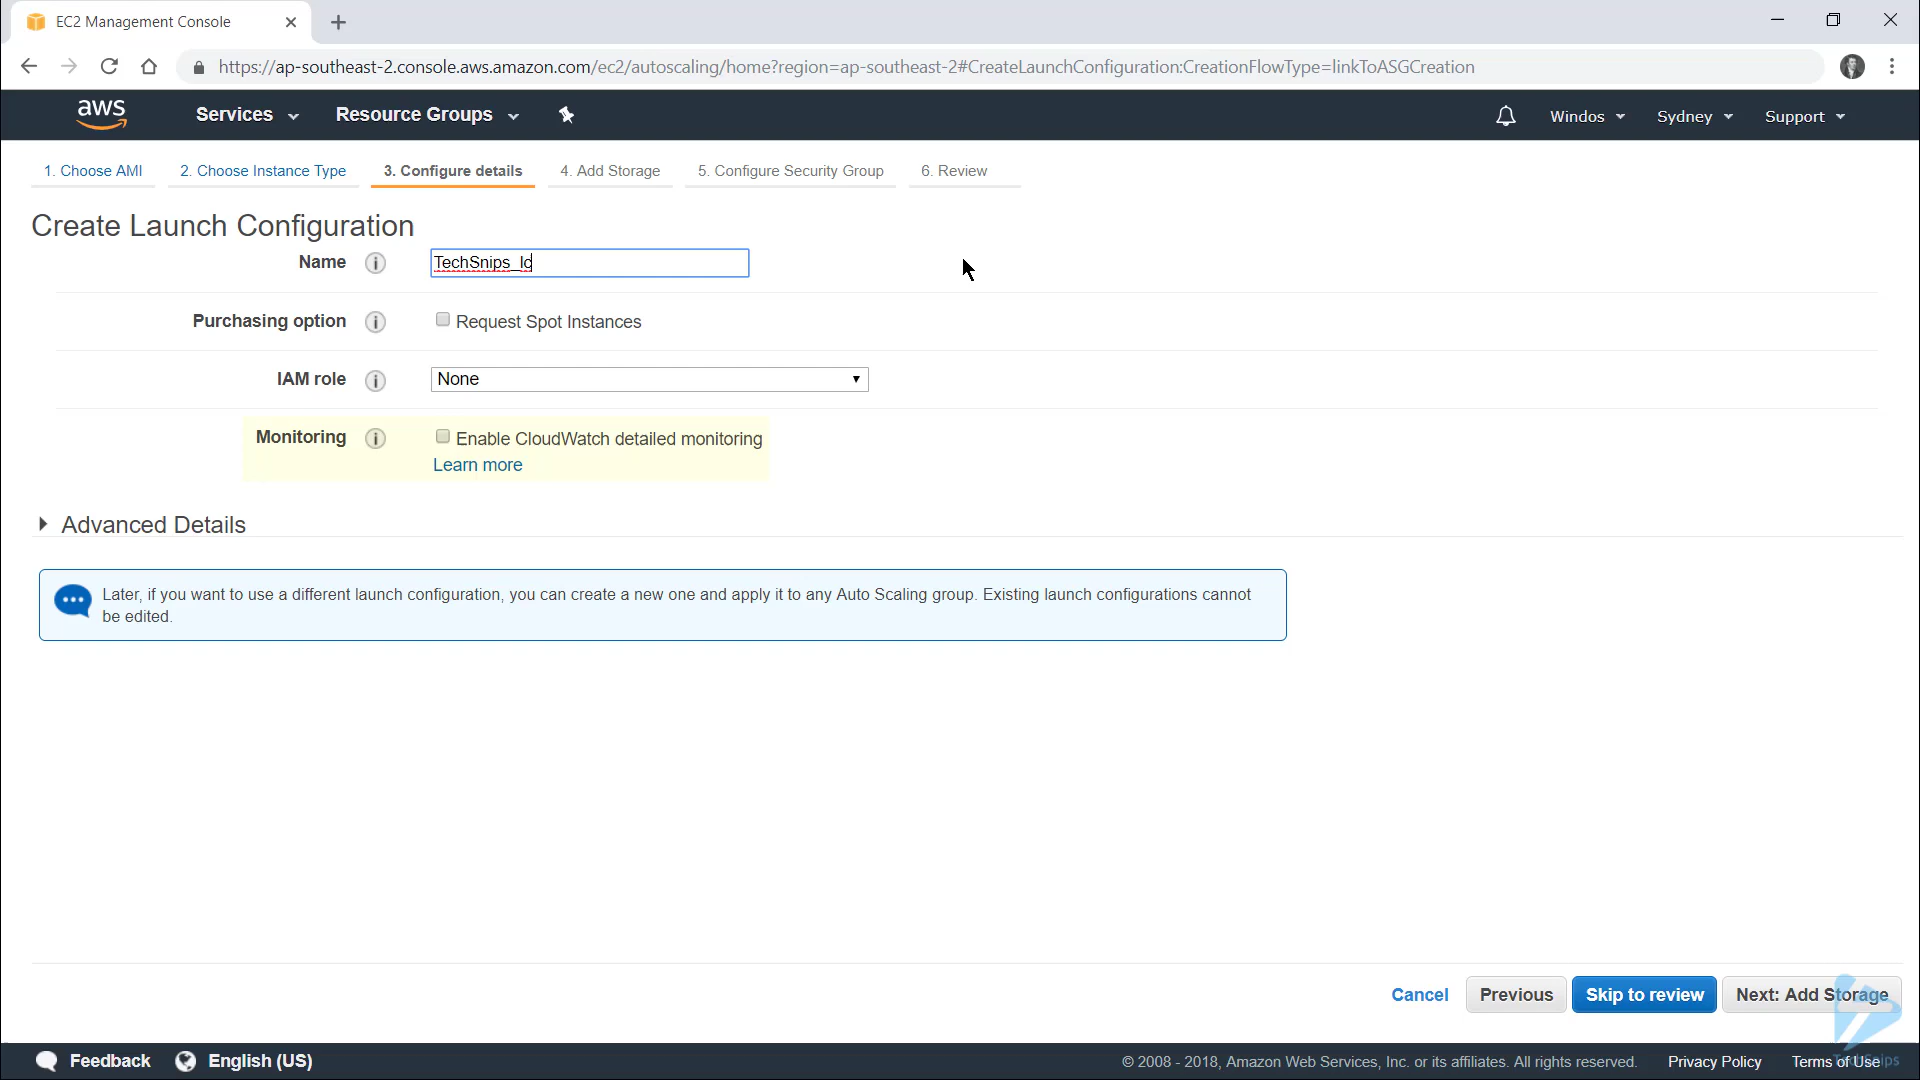 EC2 Management Console
https://ap-southeast-2.console.aws.amazon.com/ec2/autoscaling/home?region=ap-southeast-2#CreateLaunchConfiguration:CreationFlowType=linkToASGCreation
aws Services Resource Groups Windos Sydney Support
1. Choose AMI 2. Choose Instance Type 3. Configure details 4. Add Storage 5. Configure Security Group 6. Review
Create Launch Configuration
Name TechSnips_lc
Purchasing option Request Spot Instances
IAM role None
Monitoring Enable CloudWatch detailed monitoring
Learn more
Advanced Details
Later, if you want to use a different launch configuration, you can create a new one and apply it to any Auto Scaling group. Existing launch configurations cannot
be edited.
Cancel Previous Skip to review Next: Add Storage
Feedback English (US) © 2008 - 2018, Amazon Web Services, Inc. or its affiliates. All rights reserved. Privacy Policy Terms of Use